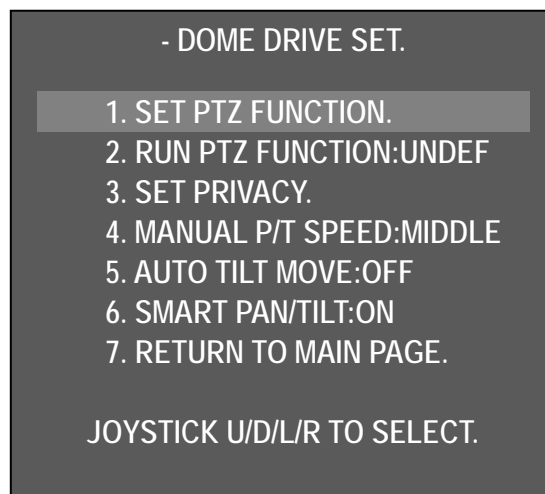 - DOME DRIVE SET.
1. SET PTZ FUNCTION.
2. RUN PTZ FUNCTION:UNDEF
3. SET PRIVACY.
4. MANUAL P/T SPEED:MIDDLE
5. AUTO TILT MOVE:OFF
6. SMART PAN/TILT:ON
7. RETURN TO MAIN PAGE.
JOYSTICK U/D/L/R TO SELECT.